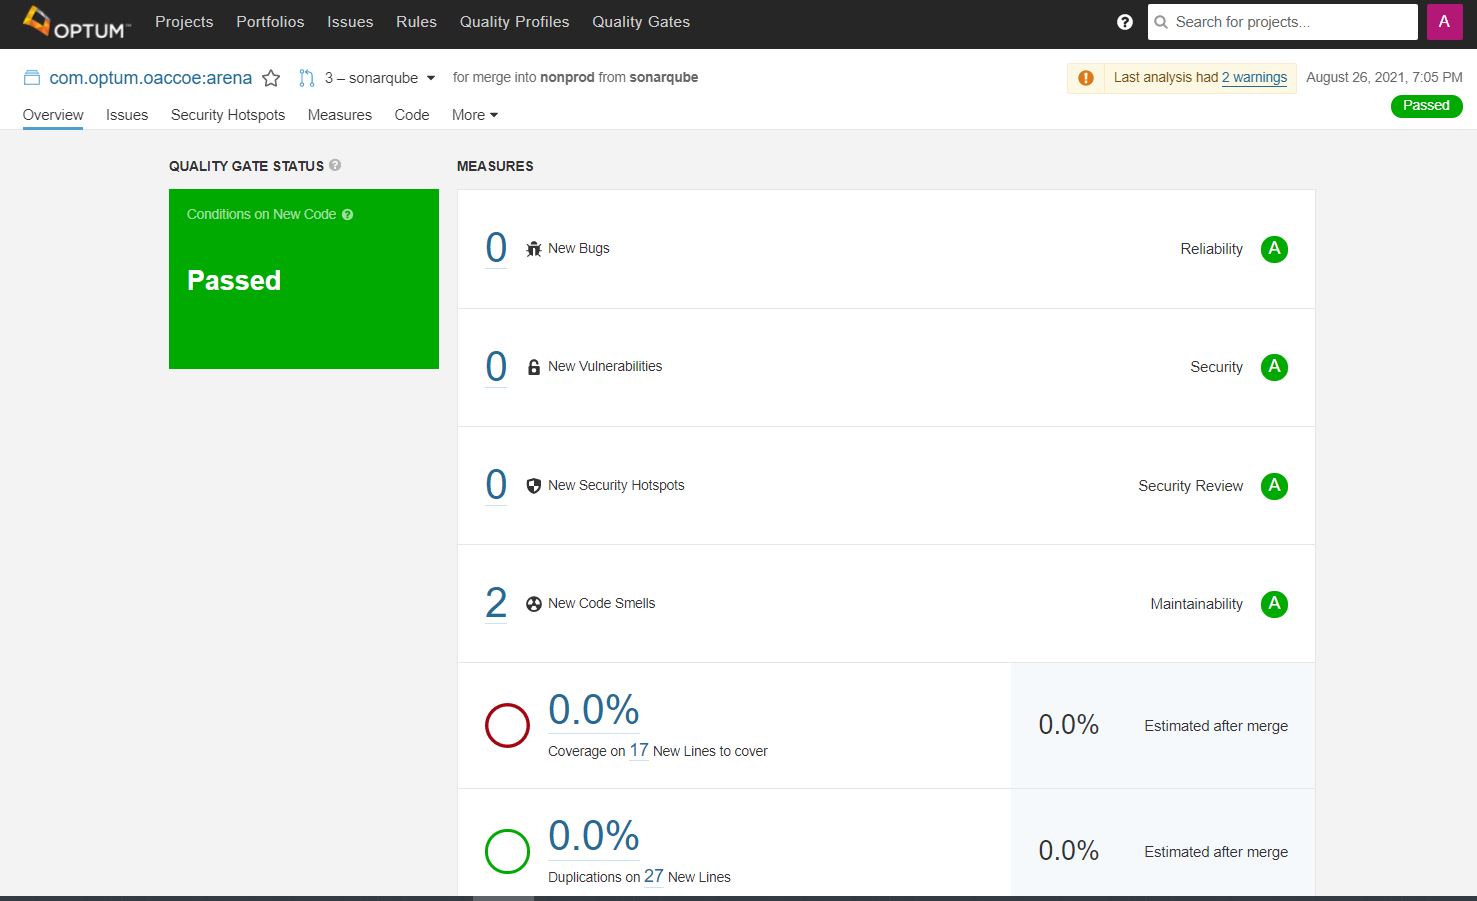 OPTUM™ Projects Portfolios Issues Rules Quality Profiles Quality Gates ? Search for projects... A
com.optum.oaccoe:arena 3 – sonarqube for merge into nonprod from sonarqube ! Last analysis had 2 warnings August 26, 2021, 7:05 PM
Passed
Overview Issues Security Hotspots Measures Code More
QUALITY GATE STATUS ? MEASURES
Conditions on New Code ?
Passed
0 New Bugs Reliability A
0 New Vulnerabilities Security A
0 New Security Hotspots Security Review A
2 New Code Smells Maintainability A
0.0%
Coverage on 17 New Lines to cover
0.0% Estimated after merge
0.0%
Duplications on 27 New Lines
0.0% Estimated after merge